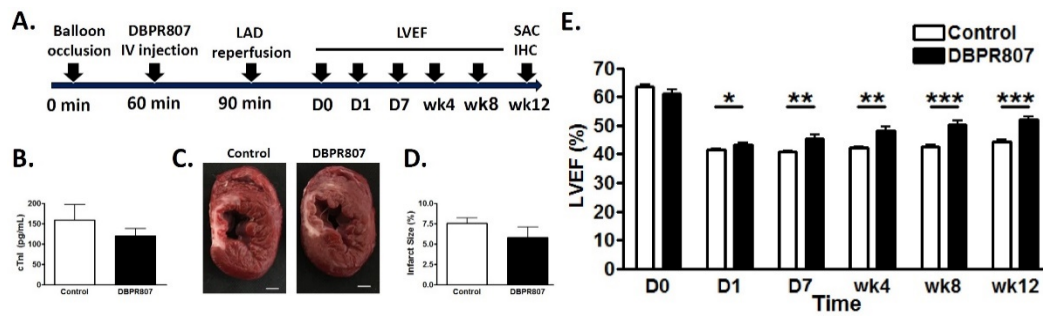 A.
Balloon occlusion
DBPR807 IV injection
LAD reperfusion
LVEF
SAC IHC
0 min
60 min
90 min
D0 D1 D7 wk4 wk8 wk12
B.
cTnI (pg/mL)
200
150
100
50
0
Control
DBPR807
C.
Control
DBPR807
D.
Infarct Size (%)
10.0
7.5
5.0
2.5
0.0
Control
DBPR807
E.
Control
DBPR807
LVEF (%)
70
60
50
40
30
20
10
0
* ** ** *** ***
D0 D1 D7 wk4 wk8 wk12
Time